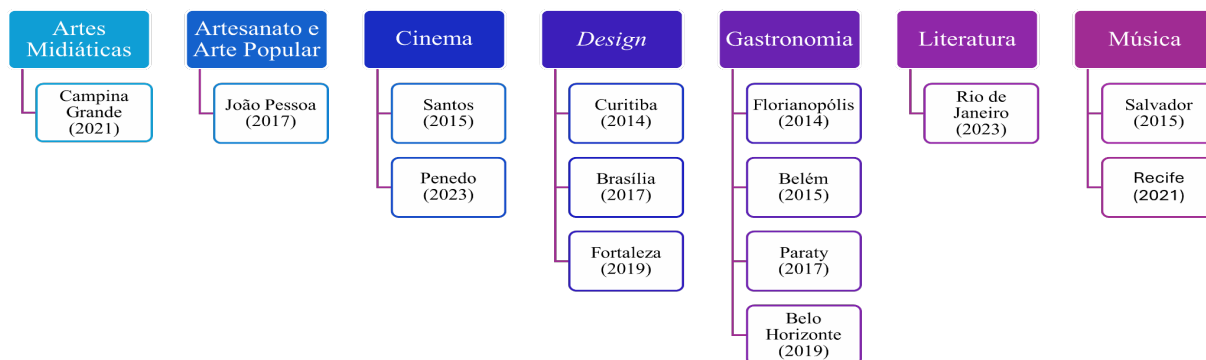 Artes
Midiáticas
Campina
Grande
(2021)
Artesanato e
Arte Popular
João Pessoa
(2017)
Cinema
Santos
(2015)
Penedo
(2023)
Design
Curitiba
(2014)
Brasília
(2017)
Fortaleza
(2019)
Gastronomia
Florianopólis
(2014)
Belém
(2015)
Paraty
(2017)
Belo
Horizonte
(2019)
Literatura
Rio de
Janeiro
(2023)
Música
Salvador
(2015)
Recife
(2021)